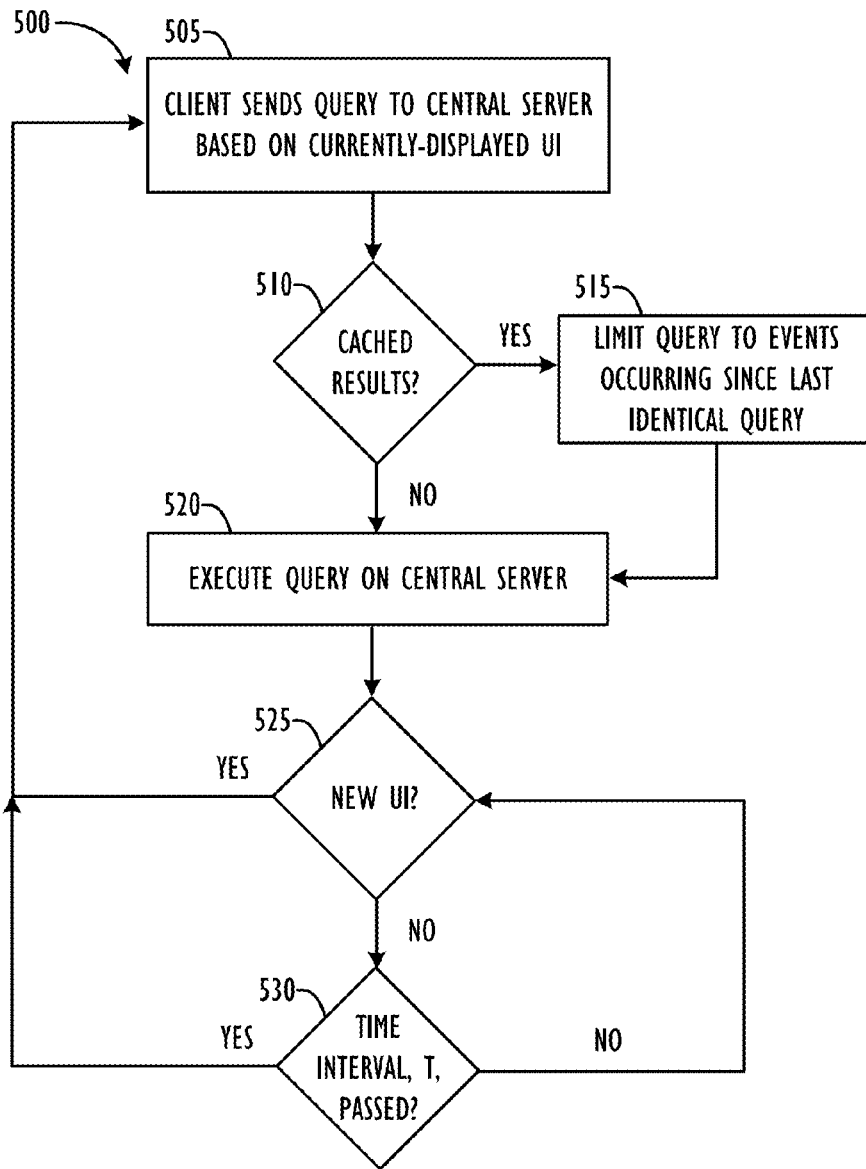 500
505
CLIENT SENDS QUERY TO CENTRAL SERVER
BASED ON CURRENTLY-DISPLAYED UI
510
CACHED
RESULTS?
YES
515
LIMIT QUERY TO EVENTS
OCCURRING SINCE LAST
IDENTICAL QUERY
NO
520
EXECUTE QUERY ON CENTRAL SERVER
525
YES
NEW UI?
NO
530
YES
TIME
INTERVAL, T,
PASSED?
NO